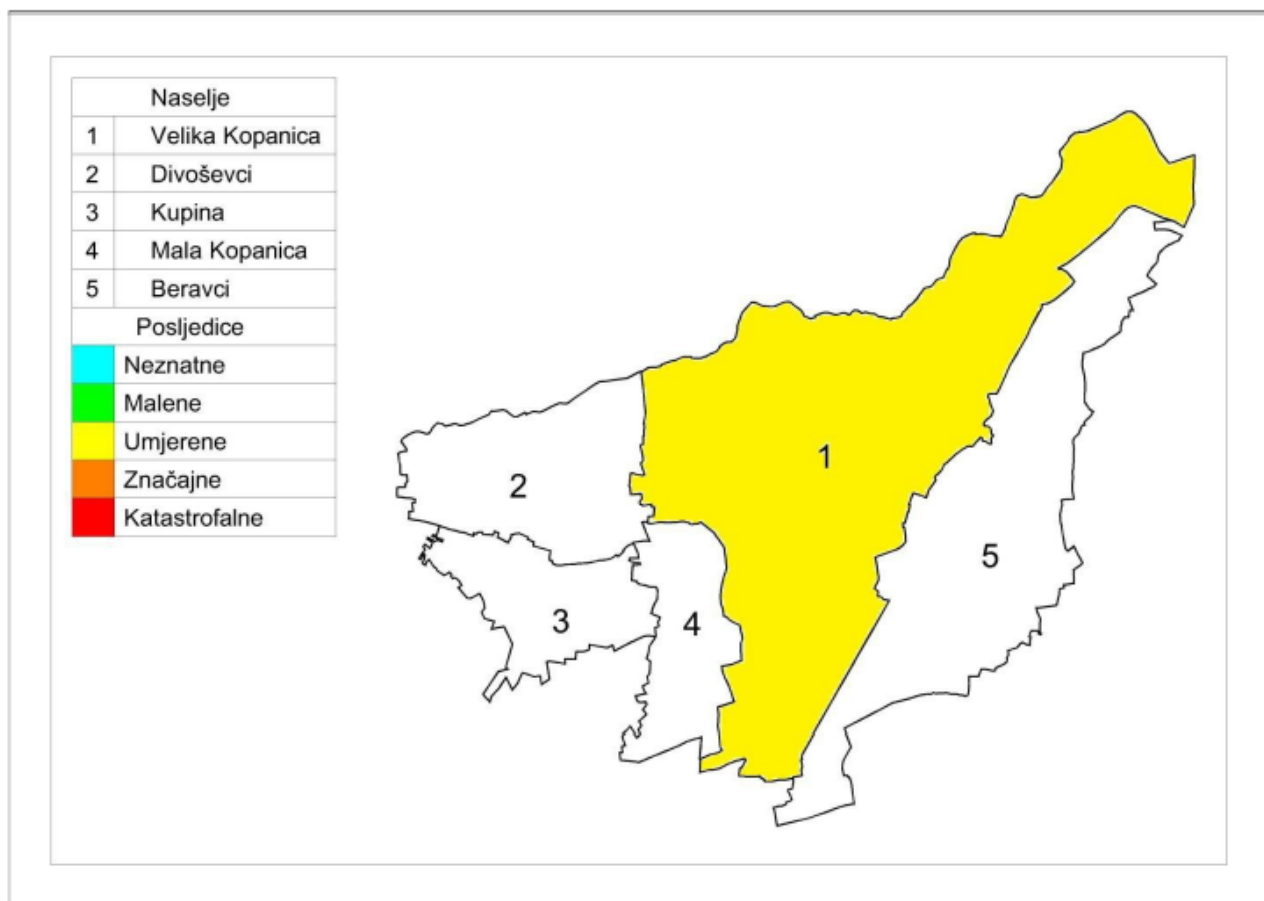 Naselje
1 Velika Kopanica
2 Divoševci
3 Kupina
4 Mala Kopanica
5 Beravci
Posljedice
Neznatne
Malene
Umjerene
Značajne
Katastrofalne
1
2
5
3
4